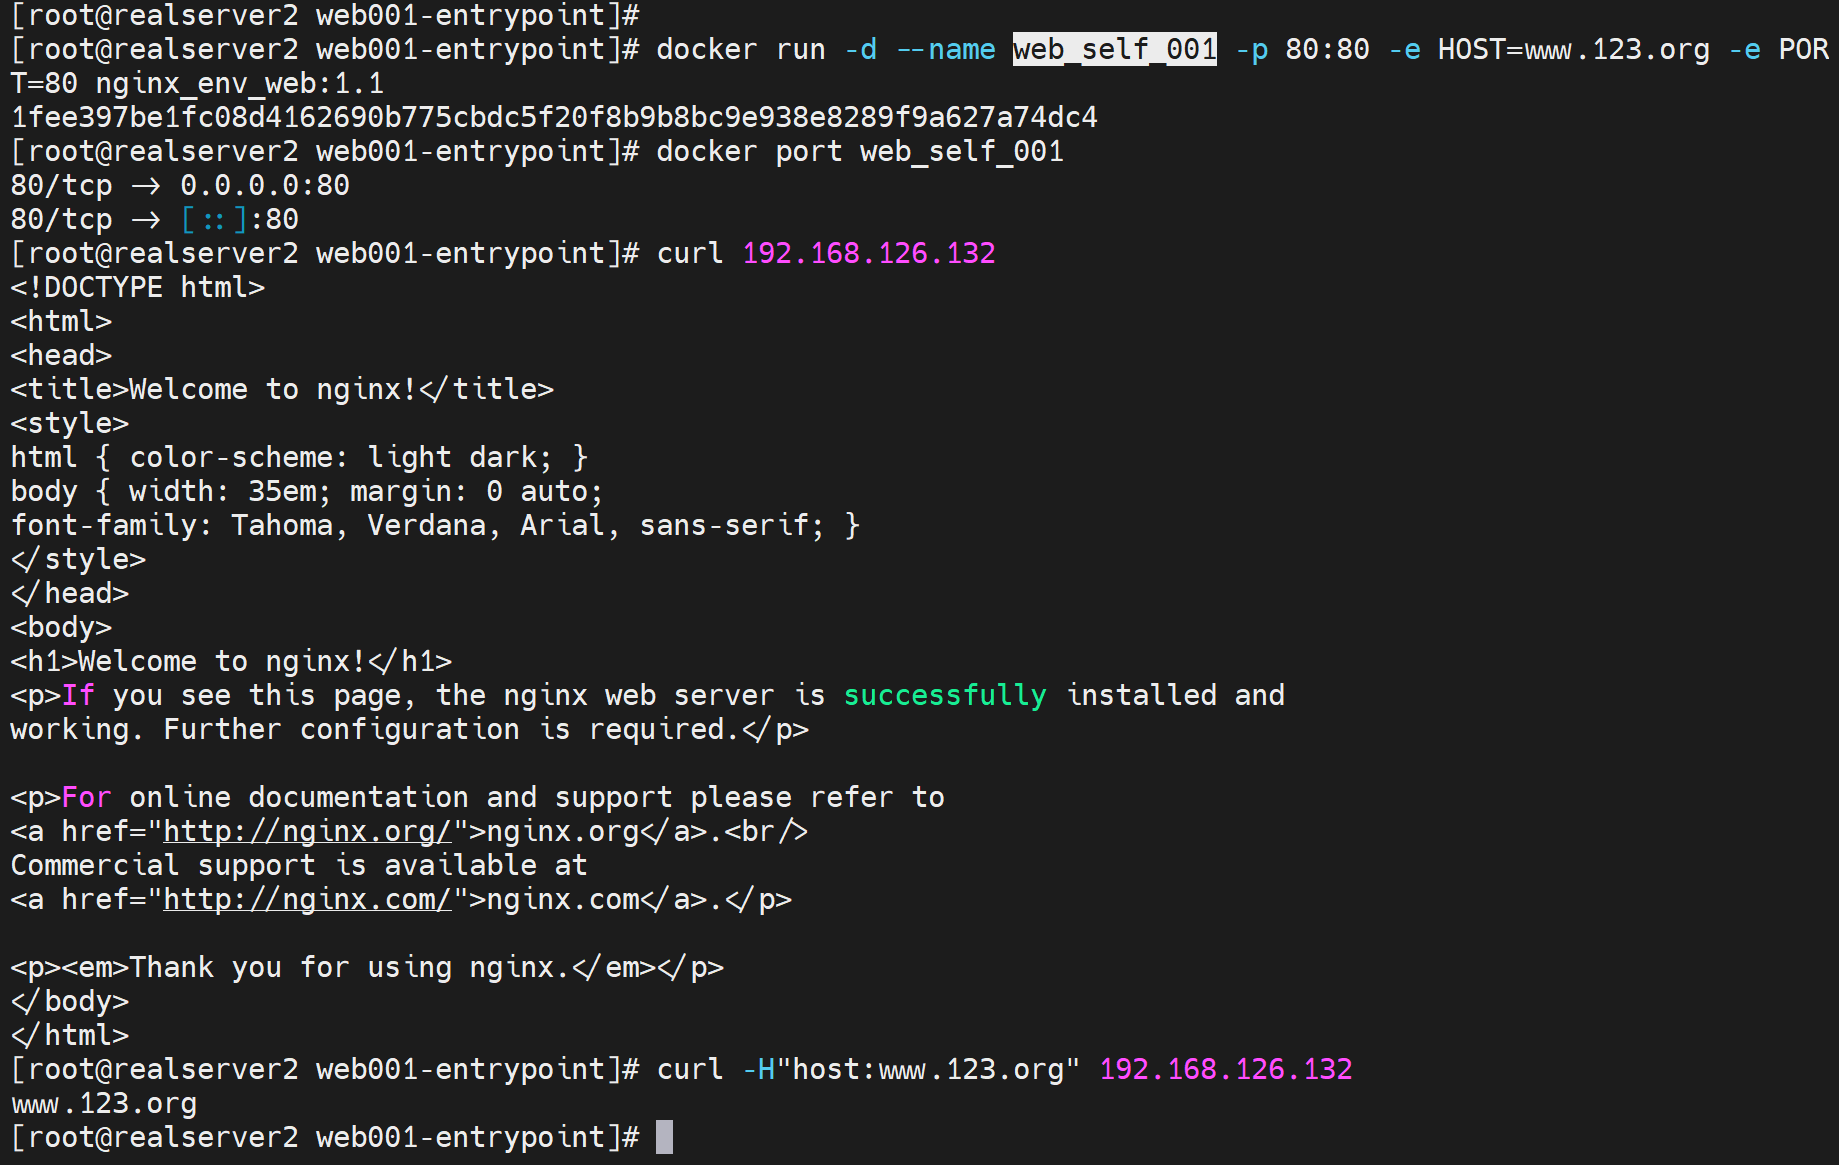 [root@realserver2 web001-entrypoint]#
[root@realserver2 web001-entrypoint]# docker run -d --name web_self_001 -p 80:80 -e HOST=www.123.org -e POR
T=80 nginx_env_web:1.1
1fee397be1fc08d4162690b775cbdc5f20f8b9b8bc9e938e8289f9a627a74dc4
[root@realserver2 web001-entrypoint]# docker port web_self_001
80/tcp -> 0.0.0.0:80
80/tcp -> [::]:80
[root@realserver2 web001-entrypoint]# curl 192.168.126.132
<!DOCTYPE html>
<html>
<head>
<title>Welcome to nginx!</title>
<style>
html { color-scheme: light dark; }
body { width: 35em; margin: 0 auto;
font-family: Tahoma, Verdana, Arial, sans-serif; }
</style>
</head>
<body>
<h1>Welcome to nginx!</h1>
<p>If you see this page, the nginx web server is successfully installed and
working. Further configuration is required.</p>

<p>For online documentation and support please refer to
<a href="http://nginx.org/">nginx.org</a>.<br/>
Commercial support is available at
<a href="http://nginx.com/">nginx.com</a>.</p>

<p><em>Thank you for using nginx.</em></p>
</body>
</html>
[root@realserver2 web001-entrypoint]# curl -H"host:www.123.org" 192.168.126.132
www.123.org
[root@realserver2 web001-entrypoint]#